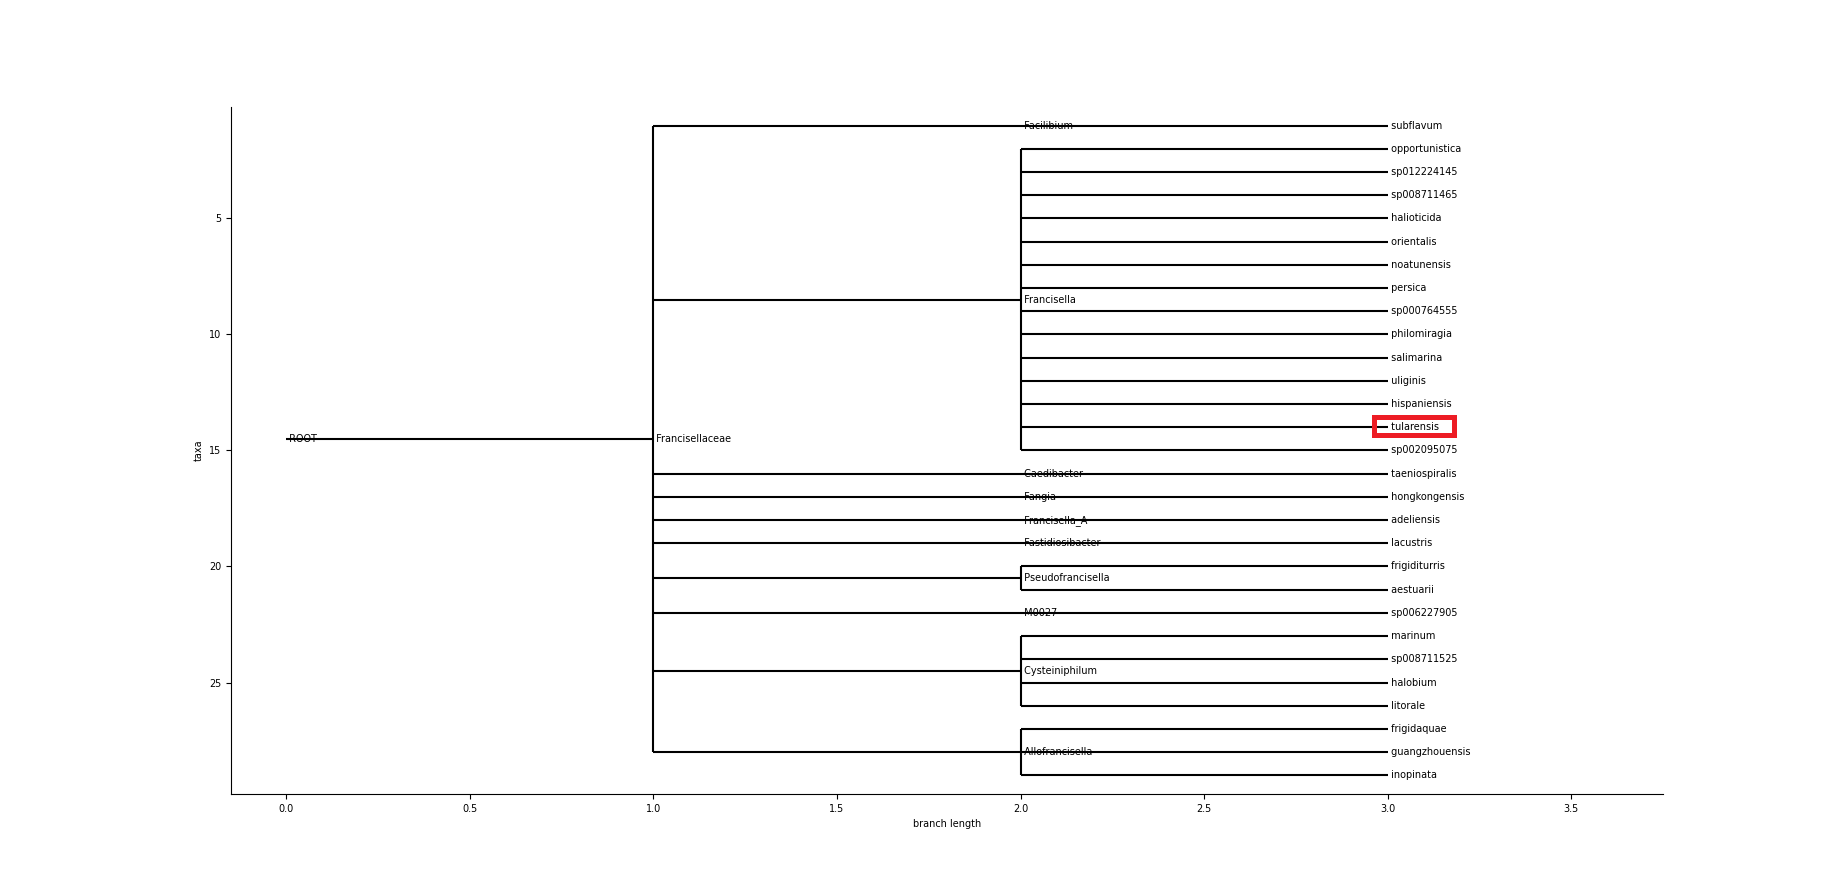 Facilibium subflavum
opportunistica
sp012224145
sp008711465
5 halioticida
orientalis
noatunensis
persica
Francisella
sp000764555
10 philomiragia
salimarina
uliginis
hispaniensis
tularensis
ROOT Francisellaceae
taxa
15 sp002095075
Caedibacter taeniospiralis
Fangia hongkongensis
Francisella_A adeliensis
Fastidiosibacter lacustris
20 frigiditurris
Pseudofrancisella
aestuarii
M0027 sp006227905
marinum
sp008711525
Cysteiniphilum
25 halobium
litorale
frigidaquae
Allofrancisella guangzhouensis
inopinata
0.0 0.5 1.0 1.5 2.0 2.5 3.0 3.5
branch length